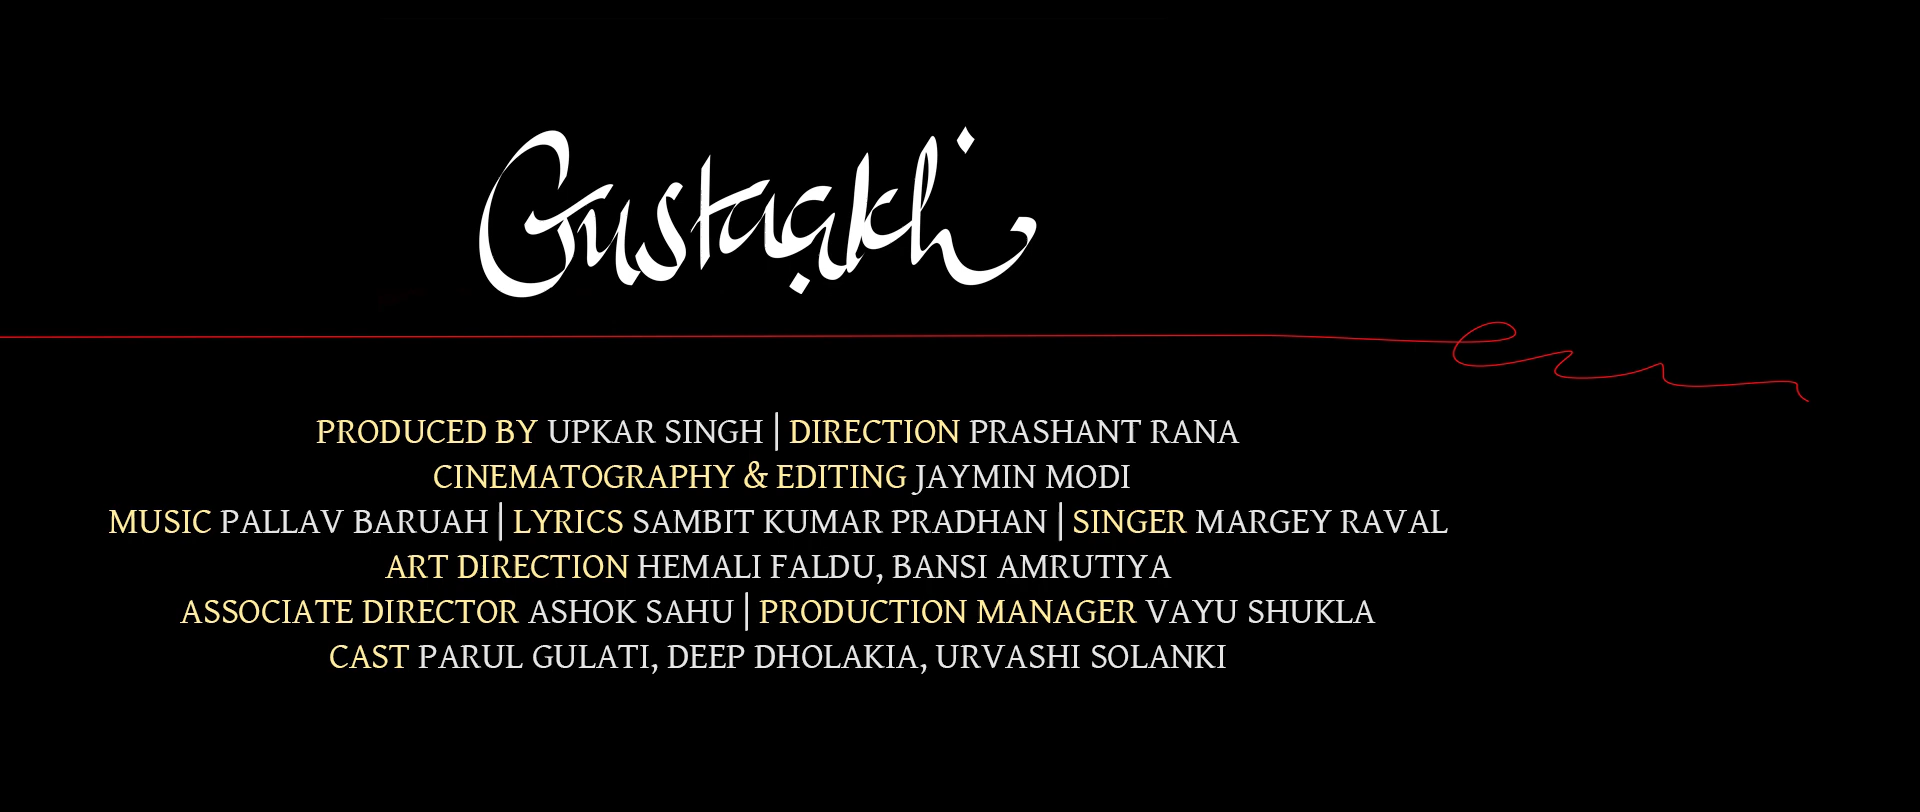 Gustaakh
PRODUCED BY UPKAR SINGH | DIRECTION PRASHANT RANA
CINEMATOGRAPHY & EDITING JAYMIN MODI
MUSIC PALLAV BARUAH | LYRICS SAMBIT KUMAR PRADHAN | SINGER MARGEY RAVAL
ART DIRECTION HEMALI FALDU, BANSI AMRUTIYA
ASSOCIATE DIRECTOR ASHOK SAHU | PRODUCTION MANAGER VAYU SHUKLA
CAST PARUL GULATI, DEEP DHOLAKIA, URVASHI SOLANKI